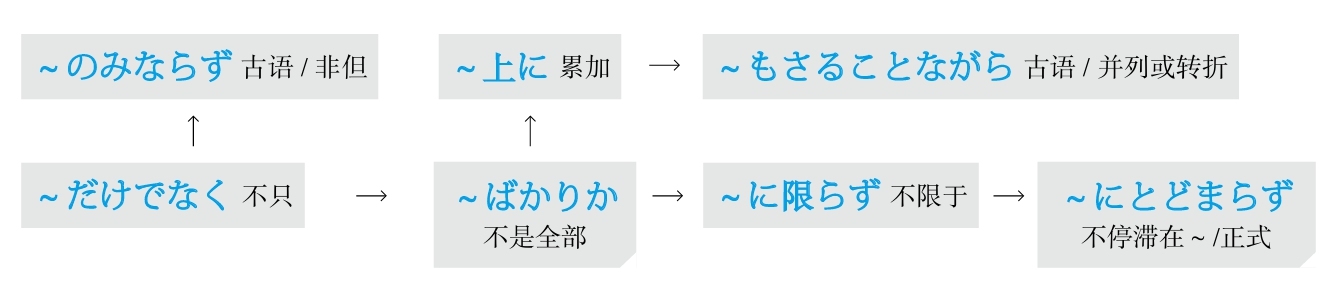 ~のみならず 古语 / 非但
~上に 累加
→
~もさることながら 古语 / 并列或转折
↑
↑
~だけでなく 不只
→
~ばかりか
不是全部
→
~に限らず 不限于
→
~にとどまらず
不停滞在 ~ /正式